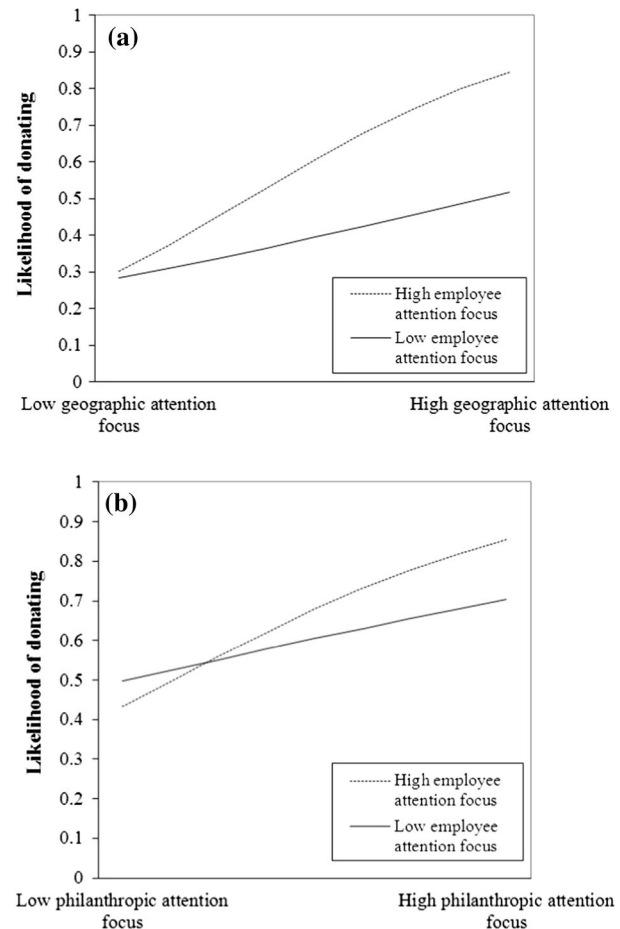 (a)
Likelihood of donating
1
0.9
0.8
0.7
0.6
0.5
0.4
0.3
0.2
0.1
0
High employee
attention focus
Low employee
attention focus
Low geographic attention
focus
High geographic attention
focus
(b)
Likelihood of donating
1
0.9
0.8
0.7
0.6
0.5
0.4
0.3
0.2
0.1
0
High employee
attention focus
Low employee
attention focus
Low philanthropic attention
focus
High philanthropic attention
focus